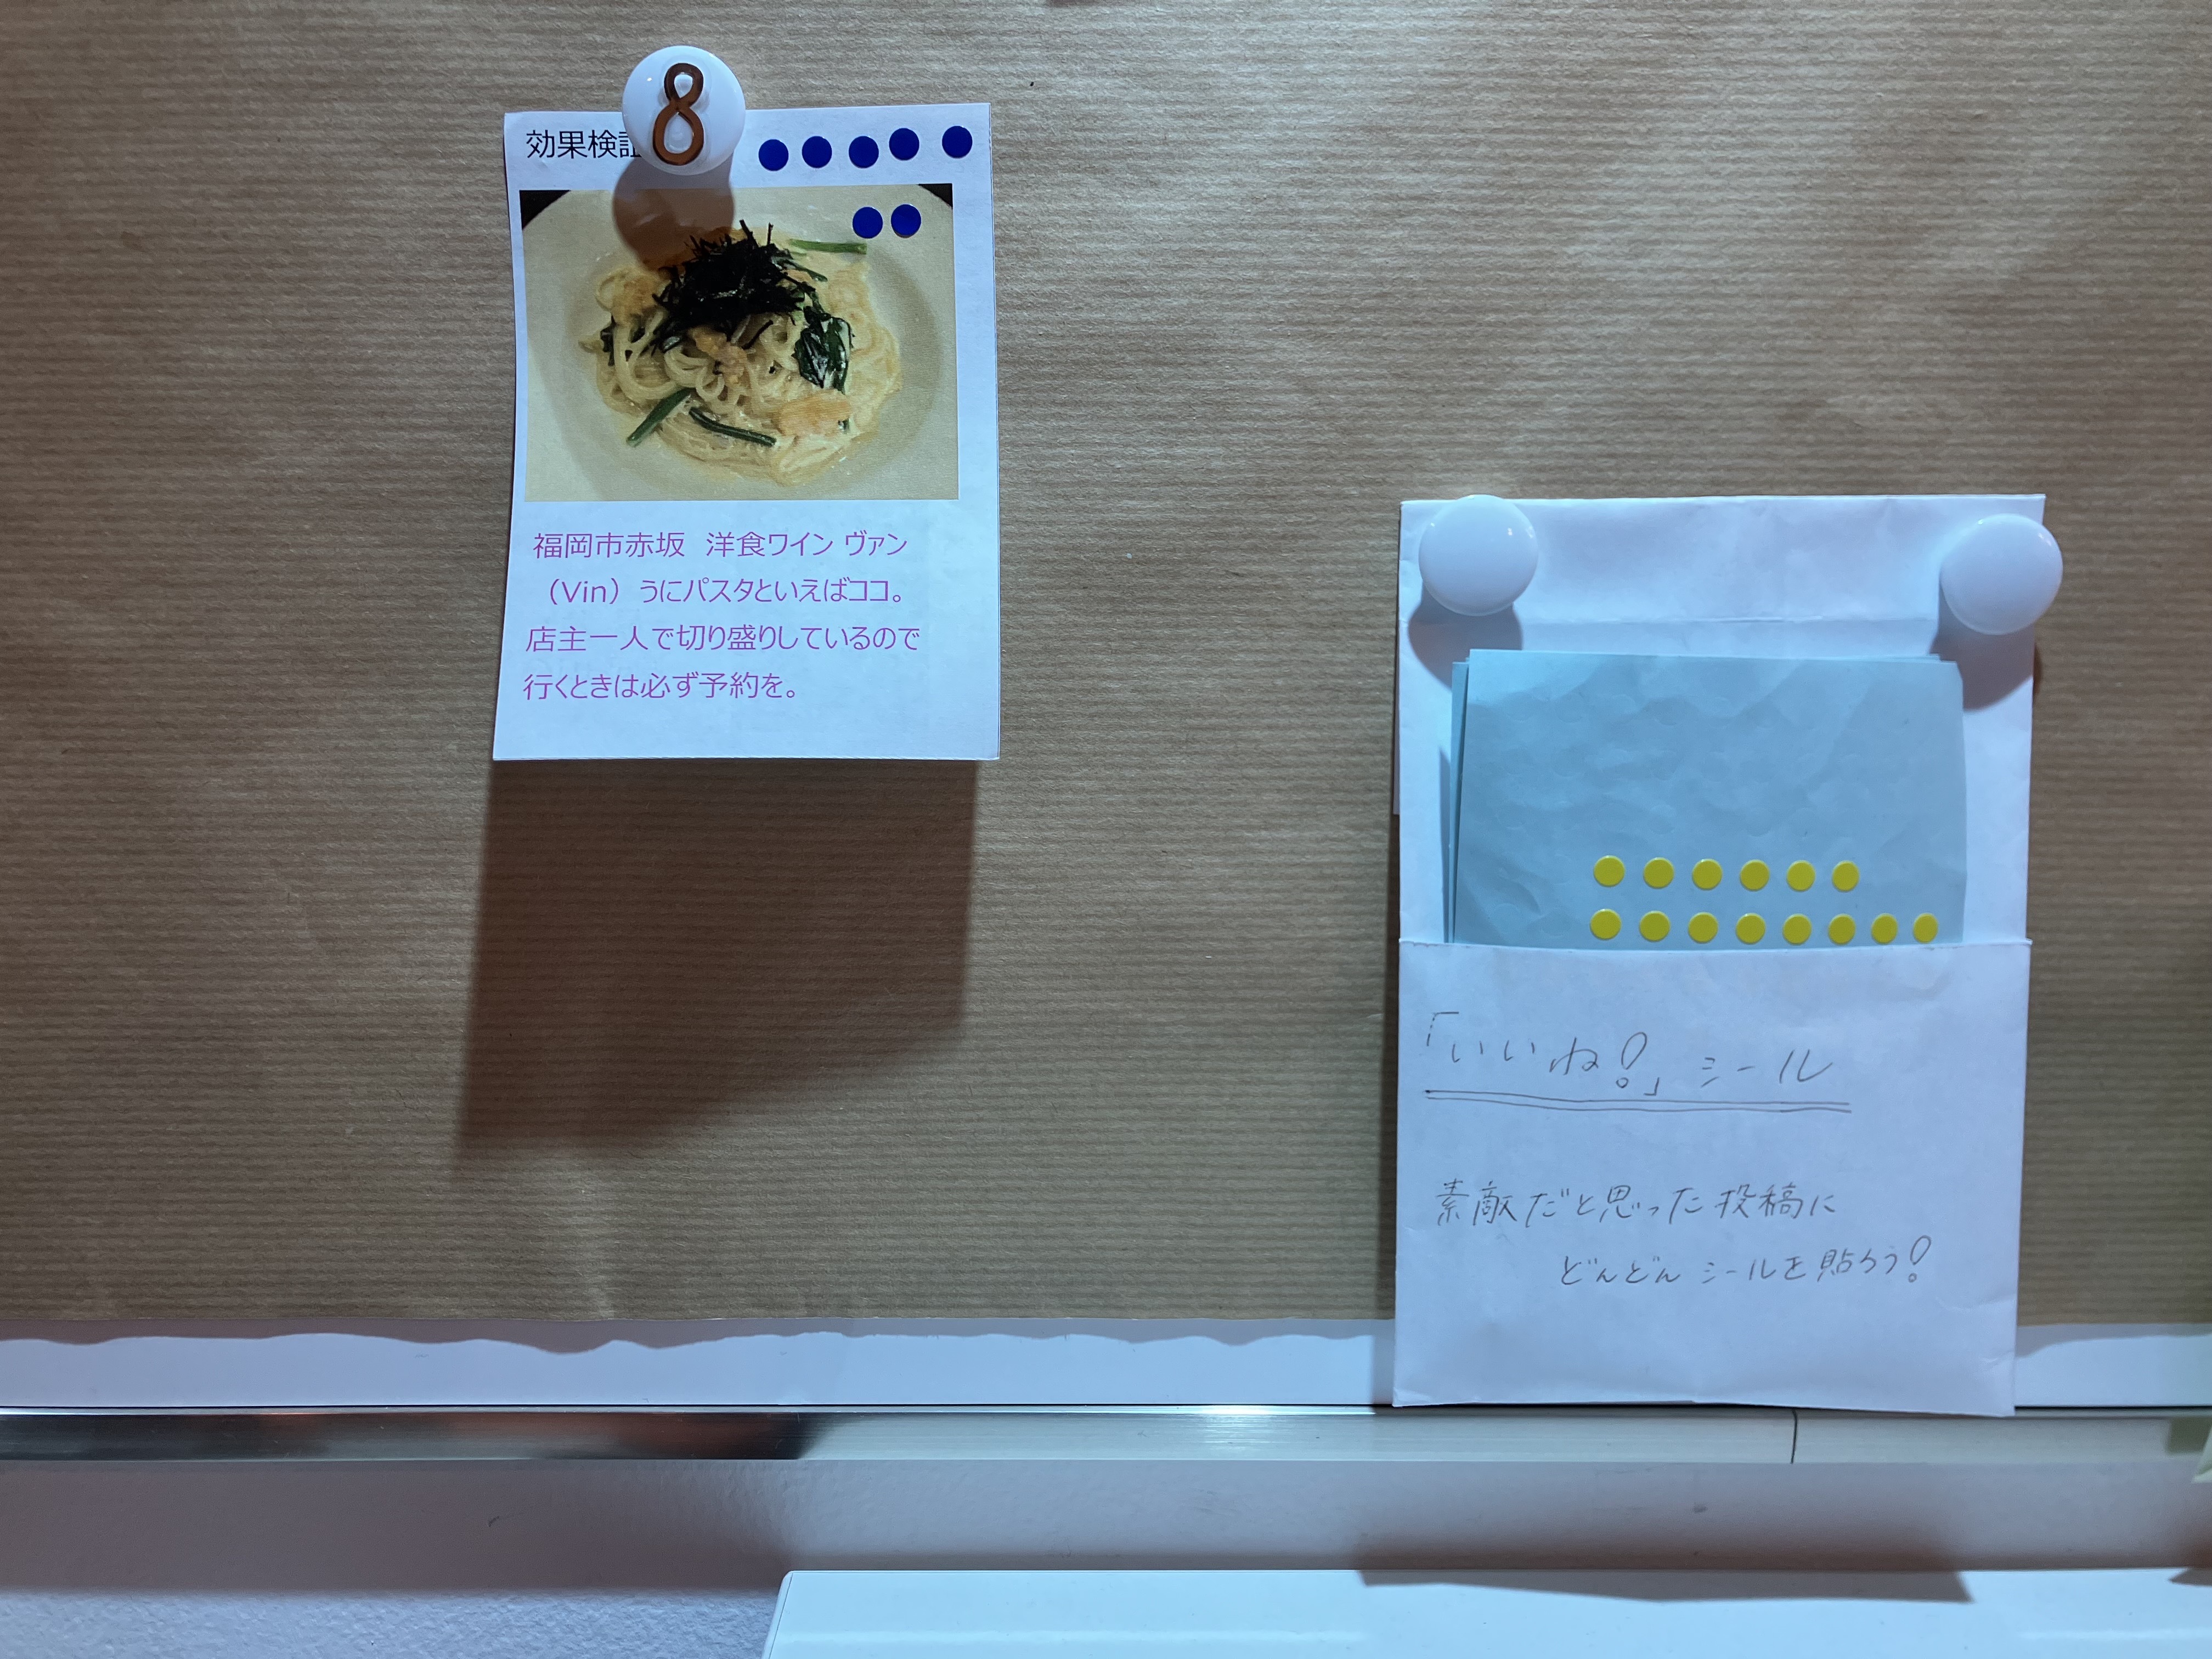 8
効果検証
福岡市赤坂　洋食ワイン ヴァン
（Vin）うにパスタといえばココ。
店主一人で切り盛りしているので
行くときは必ず予約を。
「いいね!」シール
素敵だと思った投稿に
どんどんシールを貼ろう!